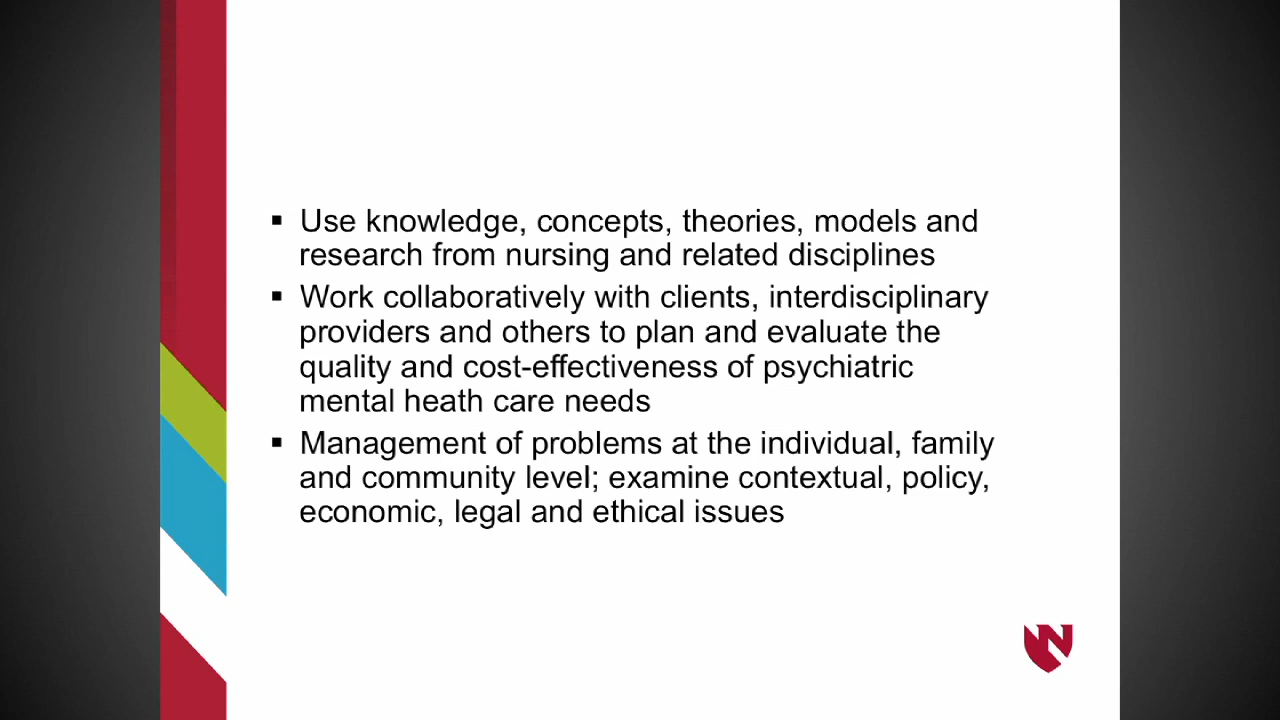 ▪ Use knowledge, concepts, theories, models and
research from nursing and related disciplines
▪ Work collaboratively with clients, interdisciplinary
providers and others to plan and evaluate the
quality and cost-effectiveness of psychiatric
mental heath care needs
▪ Management of problems at the individual, family
and community level; examine contextual, policy,
economic, legal and ethical issues
N